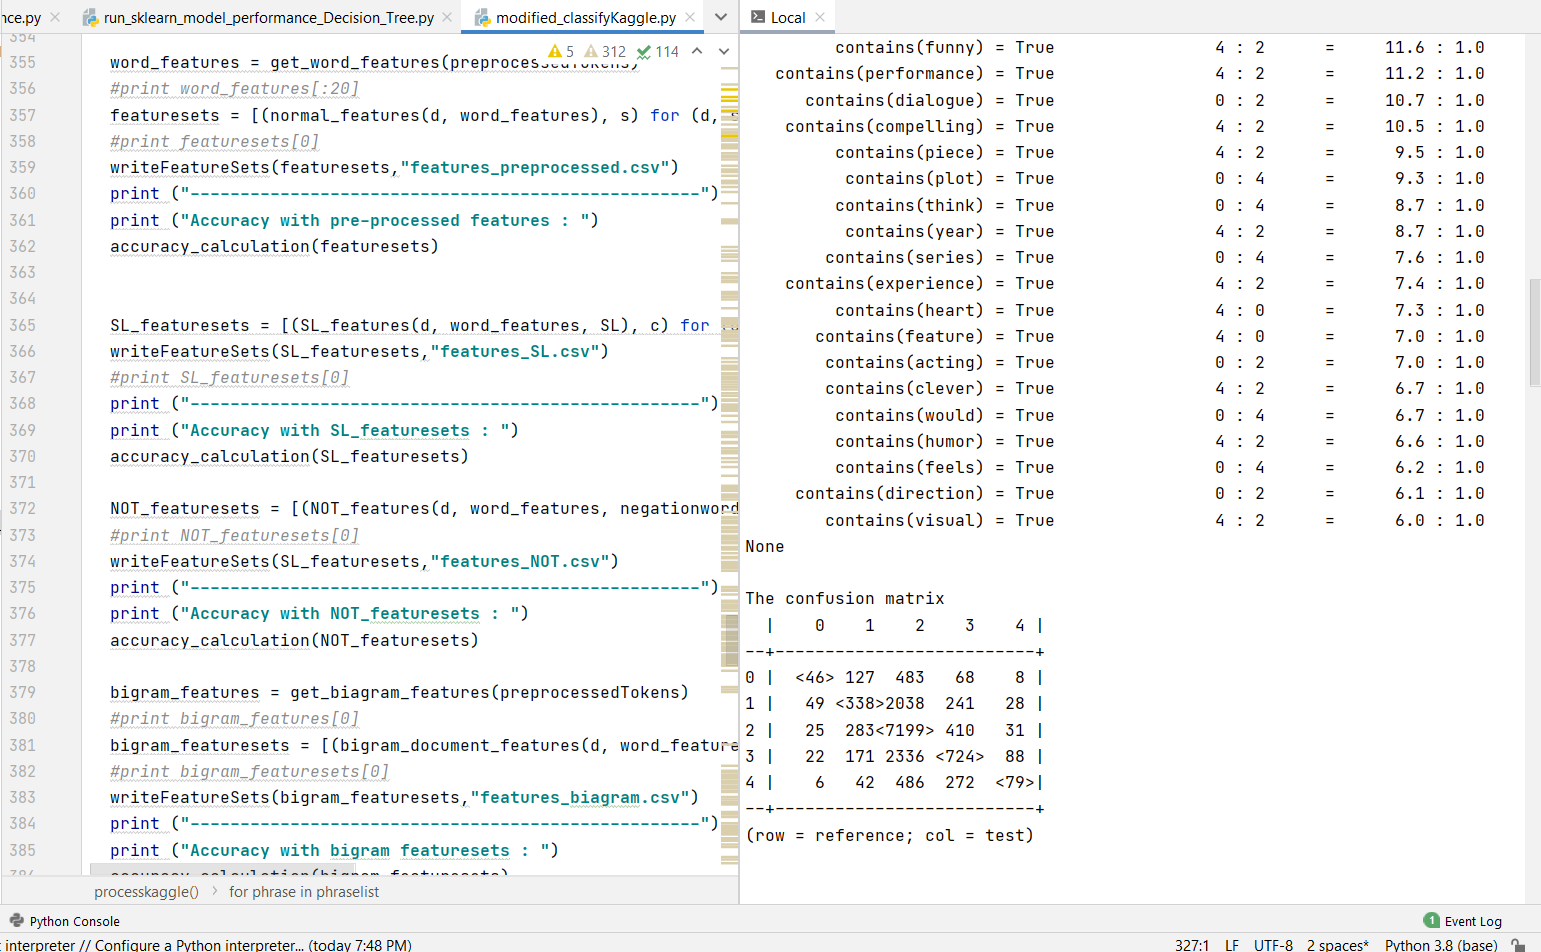 nce.py
run_sklearn_model_performance_Decision_Tree.py
modified_classifyKaggle.py
Local
5 312 114
354
355 word_features = get_word_features(preprocessedTokens)
356 #print word_features[:20]
357 featuresets = [(normal_features(d, word_features), s) for (d, s
358 #print featuresets[0]
359 writeFeatureSets(featuresets,"features_preprocessed.csv")
360 print ("---------------------------------------------------")
361 print ("Accuracy with pre-processed features : ")
362 accuracy_calculation(featuresets)
363
364
365 SL_featuresets = [(SL_features(d, word_features, SL), c) for
366 writeFeatureSets(SL_featuresets,"features_SL.csv")
367 #print SL_featuresets[0]
368 print ("---------------------------------------------------")
369 print ("Accuracy with SL_featuresets : ")
370 accuracy_calculation(SL_featuresets)
371
372 NOT_featuresets = [(NOT_features(d, word_features, negationword
373 #print NOT_featuresets[0]
374 writeFeatureSets(SL_featuresets,"features_NOT.csv")
375 print ("---------------------------------------------------")
376 print ("Accuracy with NOT_featuresets : ")
377 accuracy_calculation(NOT_featuresets)
378
379 bigram_features = get_biagram_features(preprocessedTokens)
380 #print bigram_features[0]
381 bigram_featuresets = [(bigram_document_features(d, word_feature
382 #print bigram_featuresets[0]
383 writeFeatureSets(bigram_featuresets,"features_biagram.csv")
384 print ("---------------------------------------------------")
385 print ("Accuracy with bigram featuresets : ")
386 accuracy_calculation(bigram_featuresets)
processkaggle() > for phrase in phraselist
contains(funny) = True 4 : 2 = 11.6 : 1.0
contains(performance) = True 4 : 2 = 11.2 : 1.0
contains(dialogue) = True 0 : 2 = 10.7 : 1.0
contains(compelling) = True 4 : 2 = 10.5 : 1.0
contains(piece) = True 4 : 2 = 9.5 : 1.0
contains(plot) = True 0 : 4 = 9.3 : 1.0
contains(think) = True 0 : 4 = 8.7 : 1.0
contains(year) = True 4 : 2 = 8.7 : 1.0
contains(series) = True 0 : 4 = 7.6 : 1.0
contains(experience) = True 4 : 2 = 7.4 : 1.0
contains(heart) = True 4 : 0 = 7.3 : 1.0
contains(feature) = True 4 : 0 = 7.0 : 1.0
contains(acting) = True 0 : 2 = 7.0 : 1.0
contains(clever) = True 4 : 2 = 6.7 : 1.0
contains(would) = True 0 : 4 = 6.7 : 1.0
contains(humor) = True 4 : 2 = 6.6 : 1.0
contains(feels) = True 0 : 4 = 6.2 : 1.0
contains(direction) = True 0 : 2 = 6.1 : 1.0
contains(visual) = True 4 : 2 = 6.0 : 1.0
None
The confusion matrix
| 0 1 2 3 4 |
--+--------------------------+
0 | <46> 127 483 68 8 |
1 | 49 <338>2038 241 28 |
2 | 25 283<7199> 410 31 |
3 | 22 171 2336 <724> 88 |
4 | 6 42 486 272 <79>|
--+--------------------------+
(row = reference; col = test)
Python Console
1 Event Log
t interpreter // Configure a Python interpreter... (today 7:48 PM)
327:1 LF UTF-8 2 spaces* Python 3.8 (base)